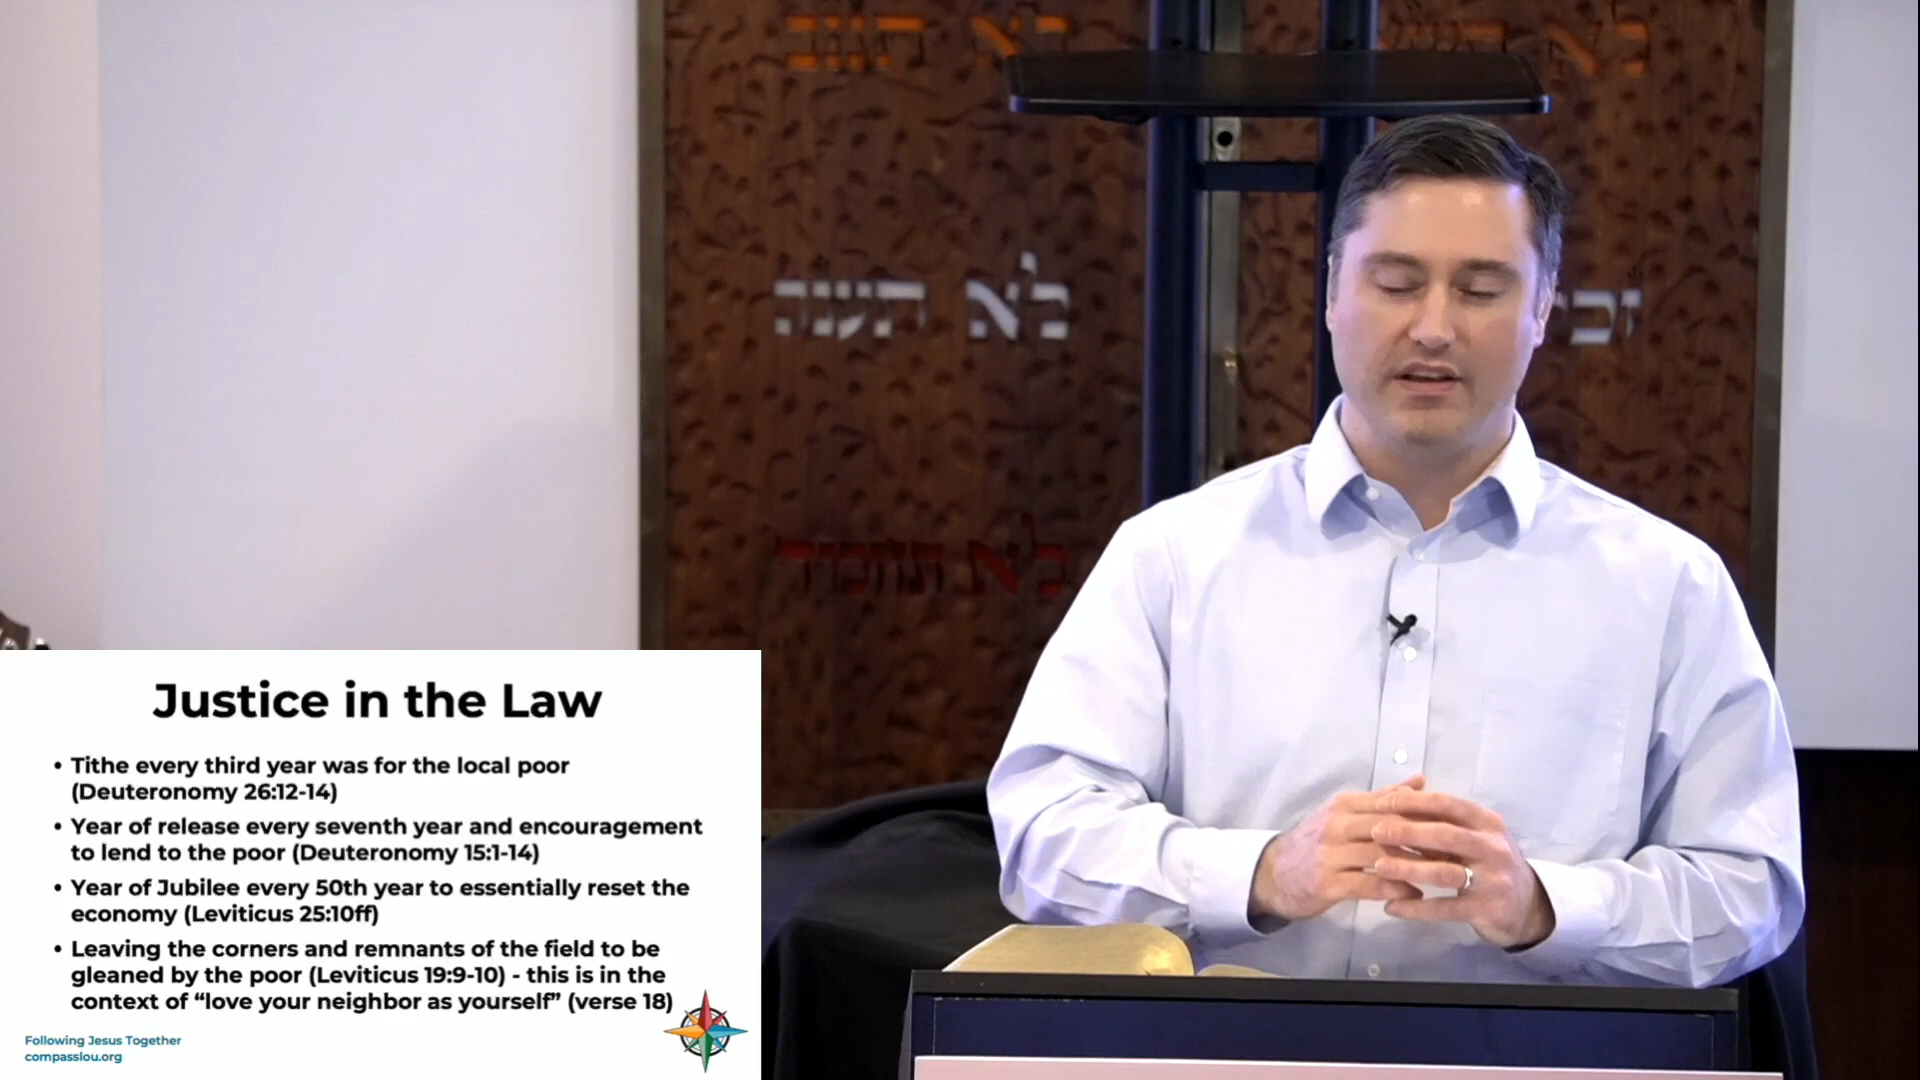 לא תגנב
לא תענה
לא תחמד
Justice in the Law
• Tithe every third year was for the local poor
(Deuteronomy 26:12-14)
• Year of release every seventh year and encouragement
to lend to the poor (Deuteronomy 15:1-14)
• Year of Jubilee every 50th year to essentially reset the
economy (Leviticus 25:10ff)
• Leaving the corners and remnants of the field to be
gleaned by the poor (Leviticus 19:9-10) - this is in the
context of “love your neighbor as yourself” (verse 18)
Following Jesus Together
compasslou.org